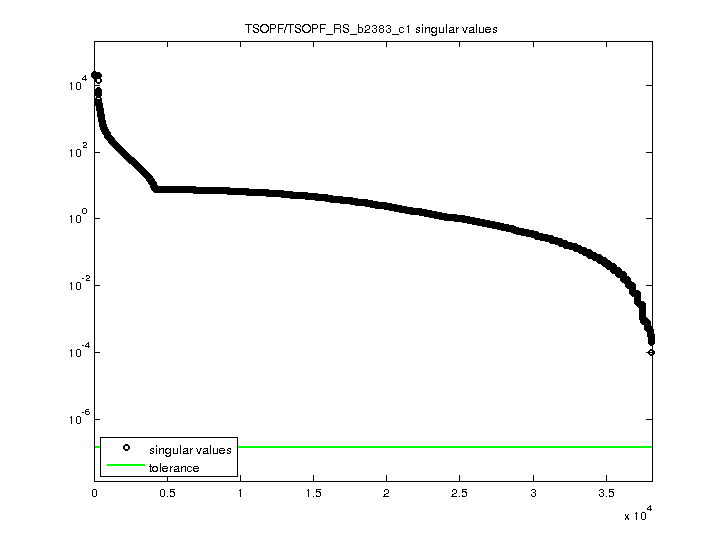 TSOPF/TSOPF_RS_b2383_c1 singular values
10^4
10^2
10^0
10^-2
10^-4
10^-6
singular values
tolerance
0 0.5 1 1.5 2 2.5 3 3.5
x 10^4